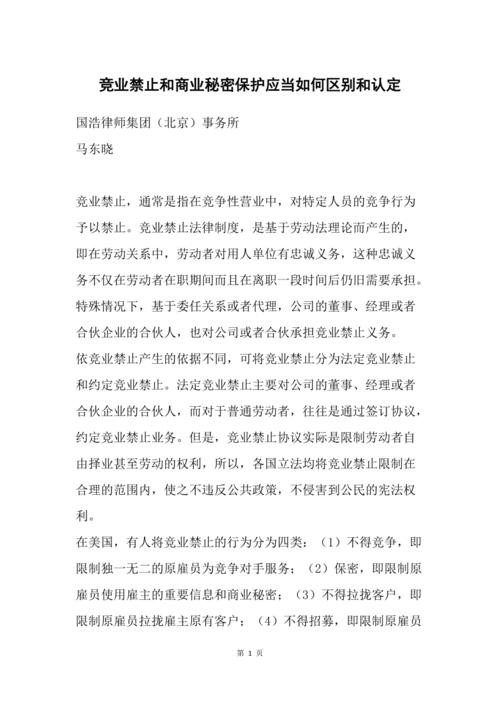 竞业禁止和商业秘密保护应当如何区别和认定
国浩律师集团（北京）事务所
马东晓
竞业禁止，通常是指在竞争性营业中，对特定人员的竞争行为
予以禁止。竞业禁止法律制度，是基于劳动法理论而产生的，
即在劳动关系中，劳动者对用人单位有忠诚义务，这种忠诚义
务不仅在劳动者在职期间而且在离职一段时间后仍旧需要承担。
特殊情况下，基于委任关系或者代理，公司的董事、经理或者
合伙企业的合伙人，也对公司或者合伙承担竞业禁止义务。
依竞业禁止产生的依据不同，可将竞业禁止分为法定竞业禁止
和约定竞业禁止。法定竞业禁止主要对公司的董事、经理或者
合伙企业的合伙人，而对于普通劳动者，往往是通过签订协议，
约定竞业禁止业务。但是，竞业禁止协议实际是限制劳动者自
由择业甚至劳动的权利，所以，各国立法均将竞业禁止限制在
合理的范围内，使之不违反公共政策，不侵害到公民的宪法权
利。
在美国，有人将竞业禁止的行为分为四类：（1）不得竞争，即
限制独一无二的原雇员为竞争对手服务；（2）保密，即限制原
雇员使用雇主的重要信息和商业秘密；（3）不得拉拢客户，即
限制原雇员拉拢雇主原有客户；（4）不得招募，即限制原雇员
第 1 页